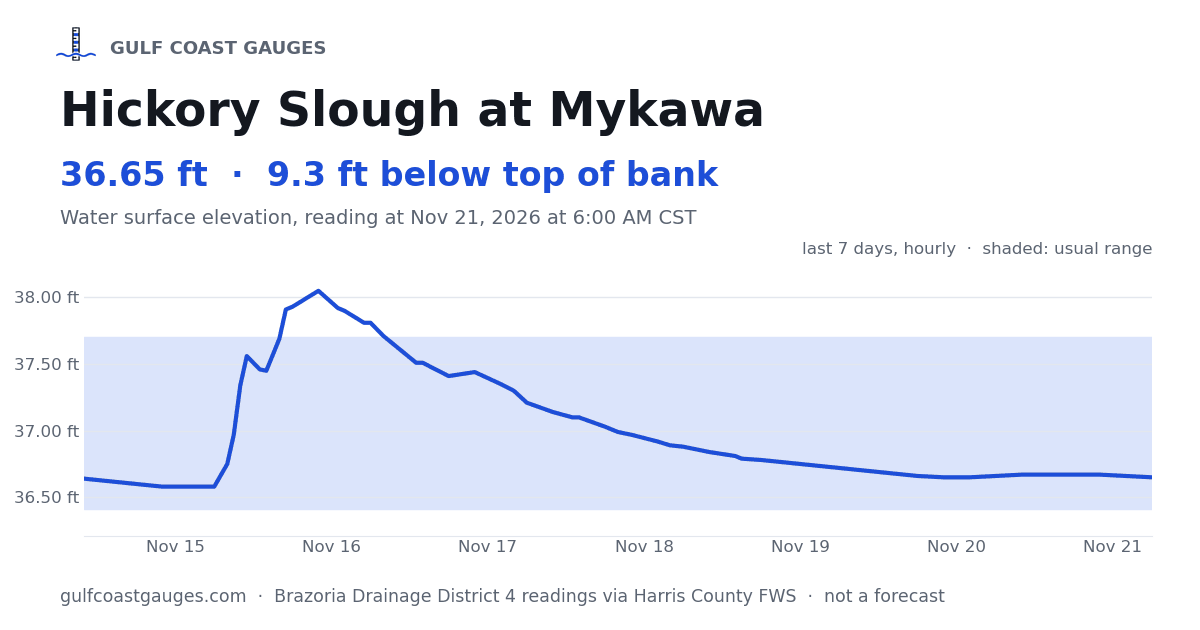 GULF COAST GAUGES
Hickory Slough at Mykawa
36.65 ft · 9.3 ft below top of bank
Water surface elevation, reading at Nov 21, 2026 at 6:00 AM CST
last 7 days, hourly · shaded: usual range
38.00 ft
37.50 ft
37.00 ft
36.50 ft
Nov 15 Nov 16 Nov 17 Nov 18 Nov 19 Nov 20 Nov 21
gulfcoastgauges.com · Brazoria Drainage District 4 readings via Harris County FWS · not a forecast